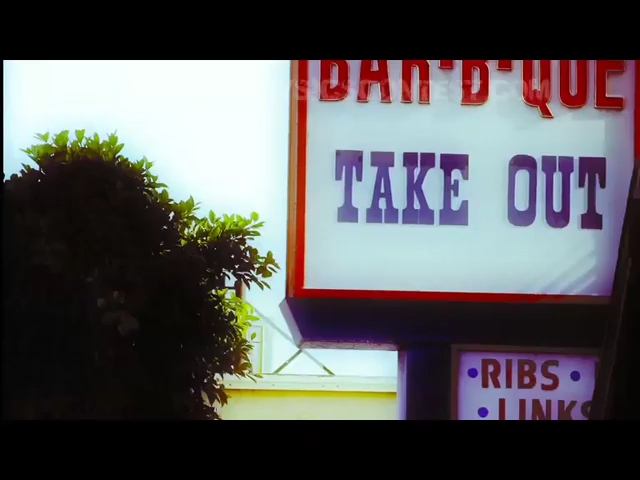 BAR-B-QUE
TAKE OUT
• RIBS •
• LINKS